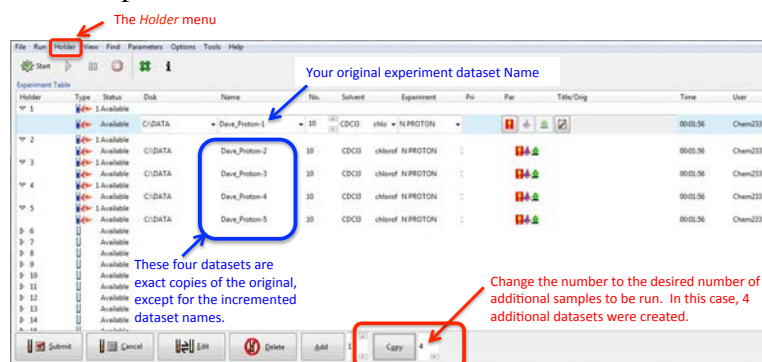 The Holder menu
File Run Holder View Find Parameters Options Tools Help
Start
Your original experiment dataset Name
Experiment Table
Holder Type Status Disk Name No. Solvent Experiment Pri Par Title/Orig Time User
1 1 Available
Available C:\DATA Dave_Proton-1 10 CDCl3 chlo N PROTON 00:01:56 Chem233
2 1 Available
Available C:\DATA Dave_Proton-2 10 CDCl3 chlorof N PROTON 00:01:56 Chem233
3 1 Available
Available C:\DATA Dave_Proton-3 10 CDCl3 chlorof N PROTON 00:01:56 Chem233
4 1 Available
Available C:\DATA Dave_Proton-4 10 CDCl3 chlorof N PROTON 00:01:56 Chem233
5 1 Available
Available C:\DATA Dave_Proton-5 10 CDCl3 chlorof N PROTON 00:01:56 Chem233
6 Available
7 Available
8 Available
9 Available
10 Available
11 Available
12 Available
13 Available
14 Available
These four datasets are
exact copies of the original,
except for the incremented
dataset names.
Change the number to the desired number of
additional samples to be run. In this case, 4
additional datasets were created.
Submit Cancel Edit Delete Add 1 Copy 4